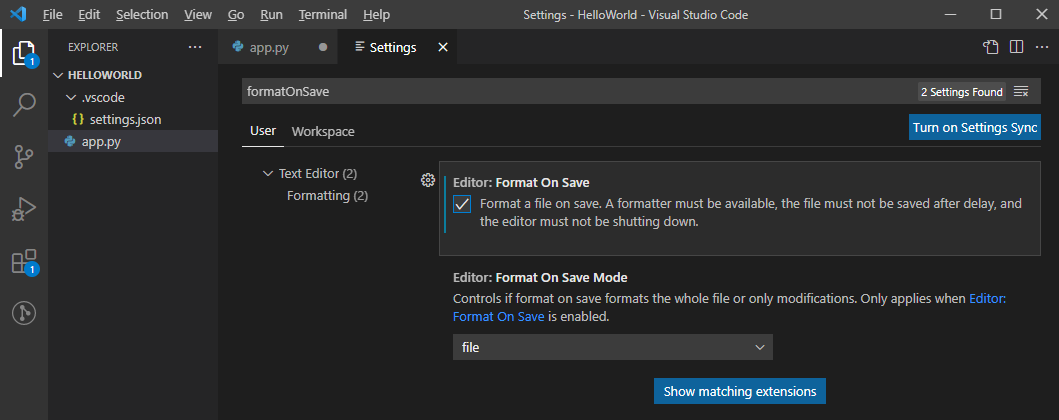 File Edit Selection View Go Run Terminal Help Settings - HelloWorld - Visual Studio Code
EXPLORER
HELLOWORLD
.vscode
{} settings.json
app.py
1
1
app.py
Settings
formatOnSave
2 Settings Found
User
Workspace
Turn on Settings Sync
Text Editor (2)
Formatting (2)
Editor: Format On Save
Format a file on save. A formatter must be available, the file must not be saved after delay, and
the editor must not be shutting down.
Editor: Format On Save Mode
Controls if format on save formats the whole file or only modifications. Only applies when Editor:
Format On Save is enabled.
file
Show matching extensions